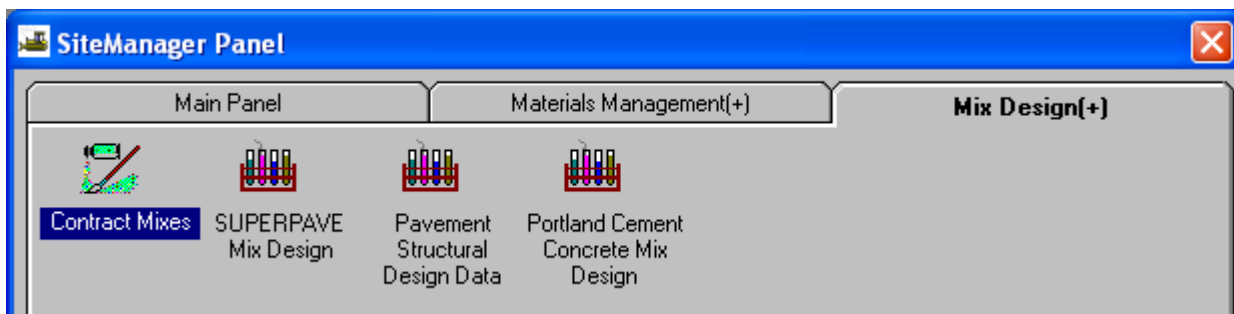 SiteManager Panel
Main Panel
Materials Management(+)
Mix Design(+)
Contract Mixes
SUPERPAVE
Mix Design
Pavement
Structural
Design Data
Portland Cement
Concrete Mix
Design